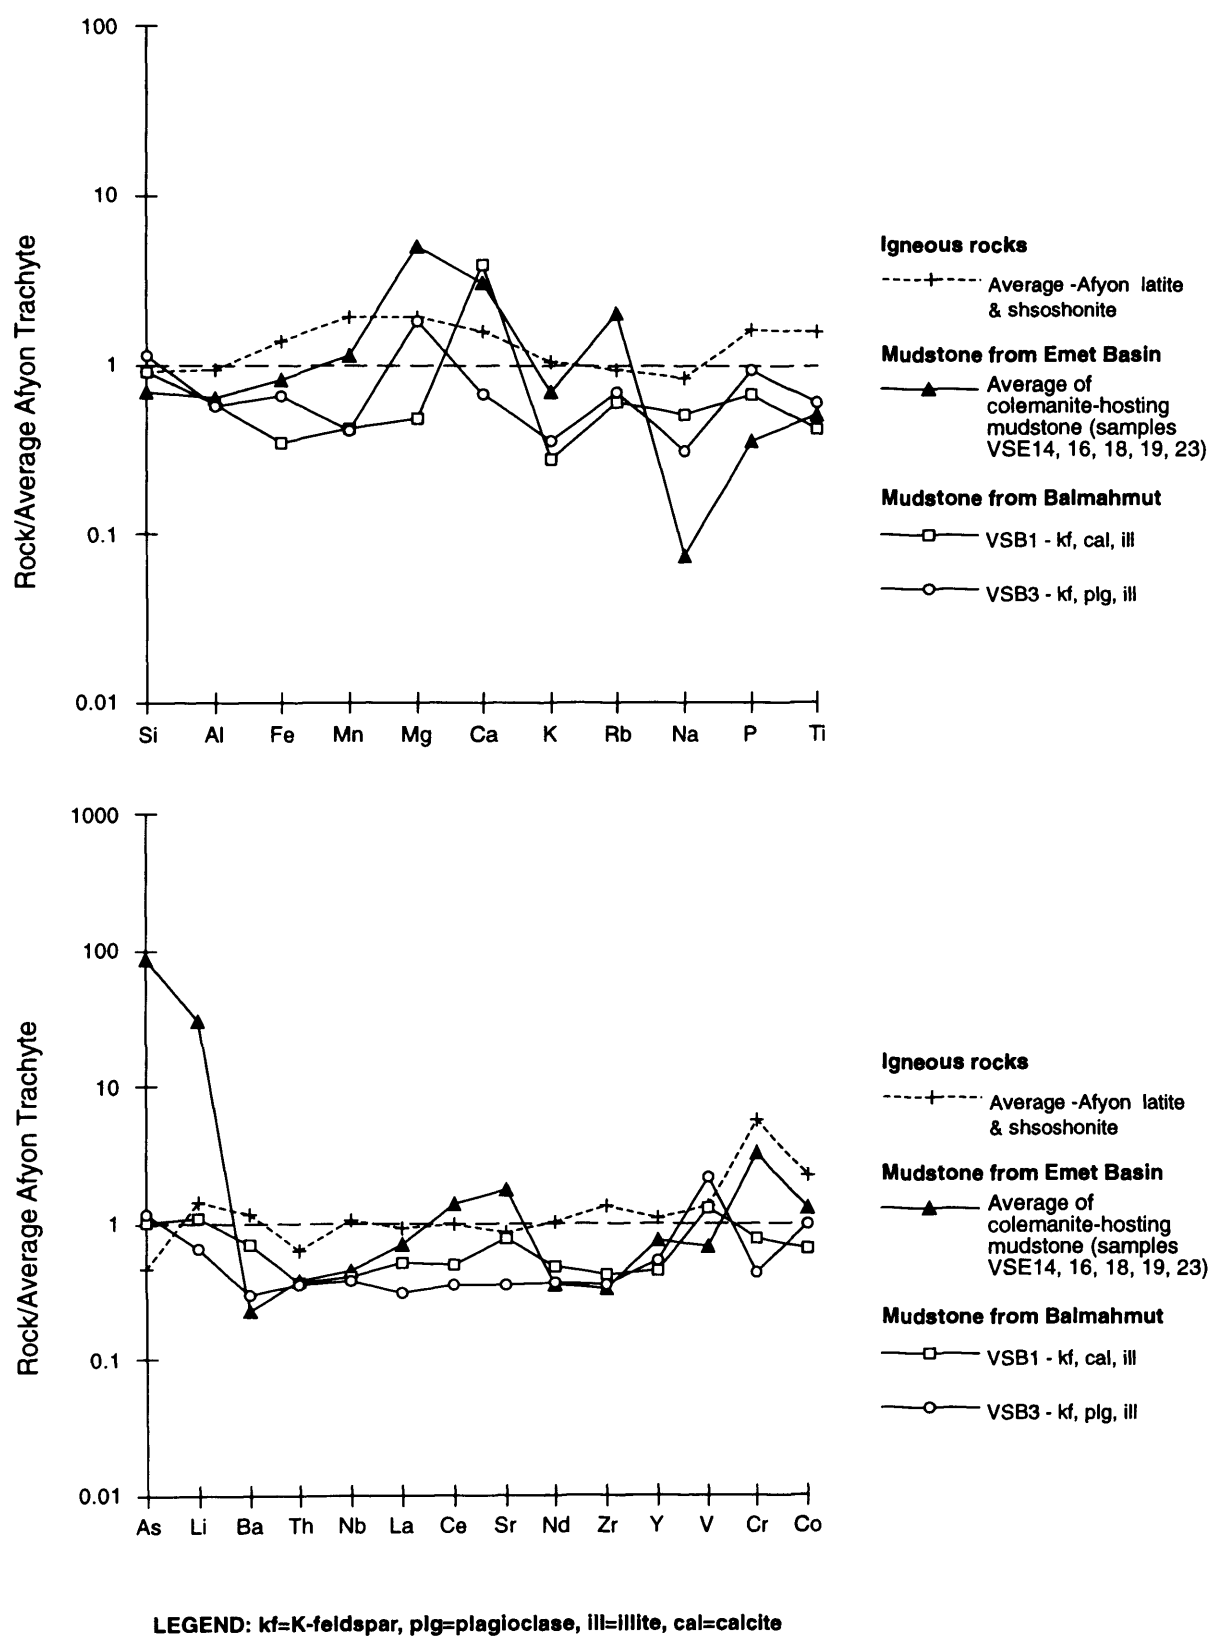 100
10
1
0.1
0.01
Rock/Average Afyon Trachyte
Si Al Fe Mn Mg Ca K Rb Na P Ti
Igneous rocks
Average -Afyon latite
& shsoshonite
Mudstone from Emet Basin
Average of
colemanite-hosting
mudstone (samples
VSE14, 16, 18, 19, 23)
Mudstone from Balmahmut
VSB1 - kf, cal, ill
VSB3 - kf, plg, ill
1000
100
10
1
0.1
0.01
Rock/Average Afyon Trachyte
As Li Ba Th Nb La Ce Sr Nd Zr Y V Cr Co
Igneous rocks
Average -Afyon latite
& shsoshonite
Mudstone from Emet Basin
Average of
colemanite-hosting
mudstone (samples
VSE14, 16, 18, 19, 23)
Mudstone from Balmahmut
VSB1 - kf, cal, ill
VSB3 - kf, plg, ill
LEGEND: kf=K-feldspar, plg=plagioclase, ill=illite, cal=calcite